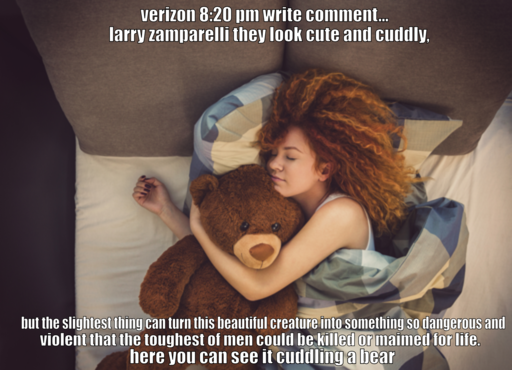 verizon 8:20 pm write comment...
larry zamparelli they look cute and cuddly,
but the slightest thing can turn this beautiful creature into something so dangerous and
violent that the toughest of men could be killed or maimed for life.
here you can see it cuddling a bear